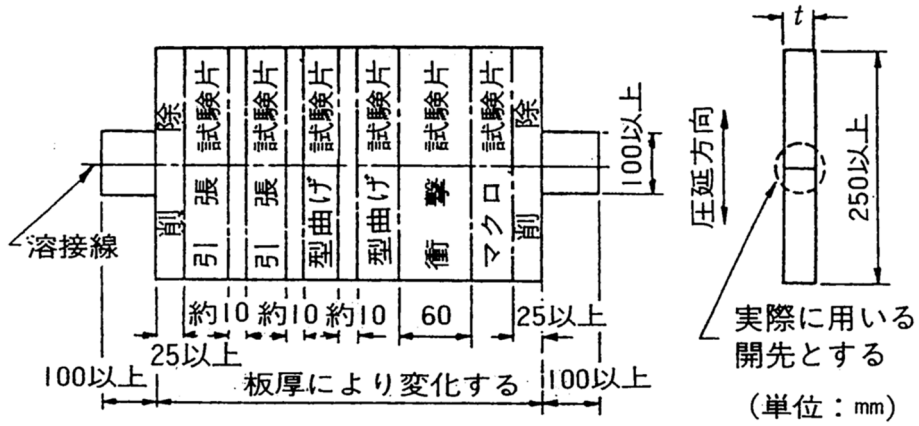 t
削除
引張試験片
引張試験片
型曲げ試験片
型曲げ試験片
衝撃試験片
マクロ試験片
削除
100以上
圧延方向
250以上
溶接線
約10
約10
約10
60
25以上
25以上
100以上
板厚により変化する
100以上
実際に用いる
開先とする
(単位:mm)